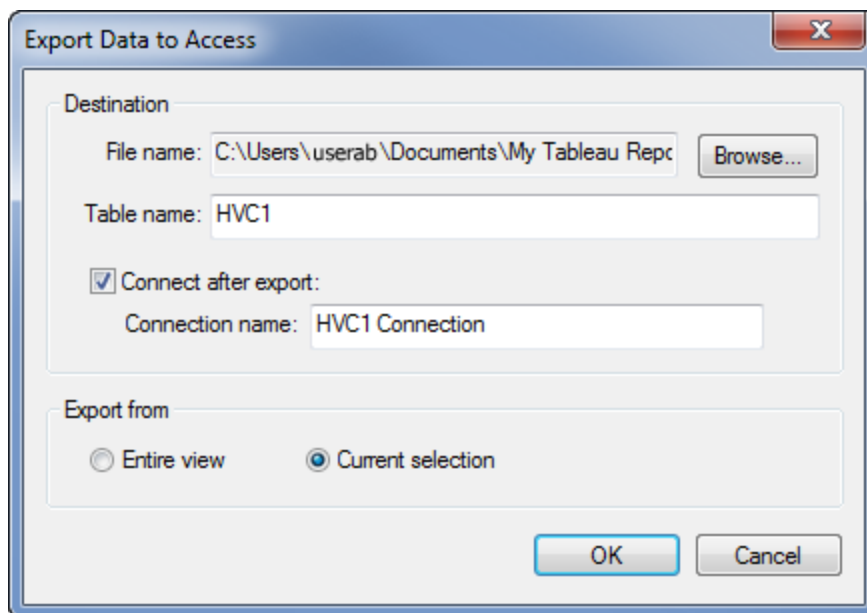 Export Data to Access
Destination
File name: C:\Users\userab\Documents\My Tableau Repo Browse...
Table name: HVC1
Connect after export:
Connection name: HVC1 Connection
Export from
Entire view Current selection
OK Cancel